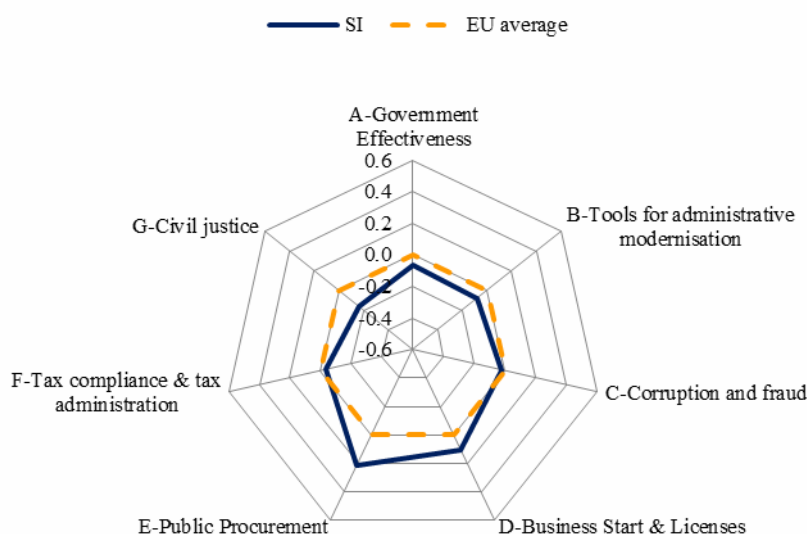 SI
EU average
A-Government
Effectiveness
0.6
0.4
0.2
0.0
-0.2
-0.4
-0.6
B-Tools for administrative
modernisation
C-Corruption and fraud
D-Business Start & Licenses
E-Public Procurement
F-Tax compliance & tax
administration
G-Civil justice